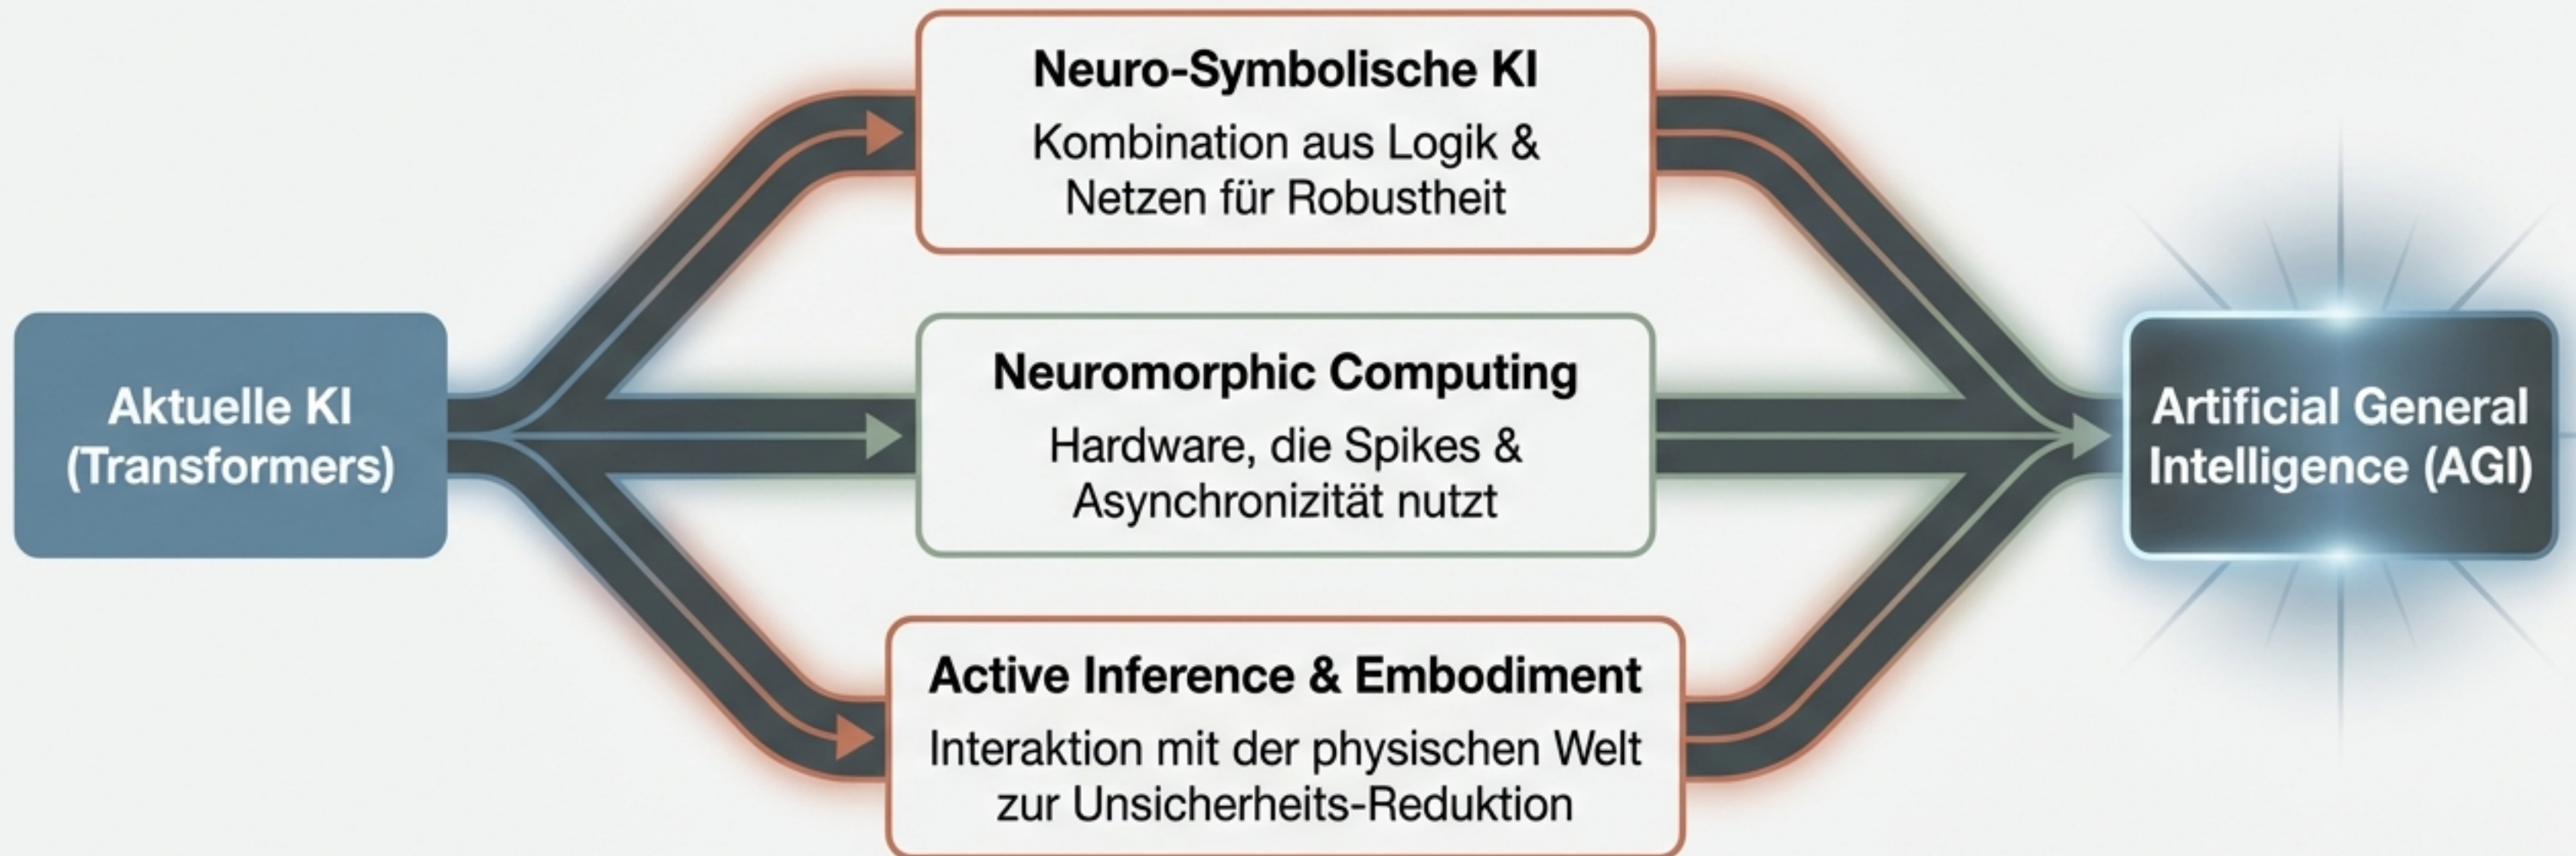 Aktuelle KI
(Transformers)
Neuro-Symbolische KI
Kombination aus Logik &
Netzen für Robustheit
Neuromorphic Computing
Hardware, die Spikes &
Asynchronizität nutzt
Active Inference & Embodiment
Interaktion mit der physischen Welt
zur Unsicherheits-Reduktion
Artificial General
Intelligence (AGI)